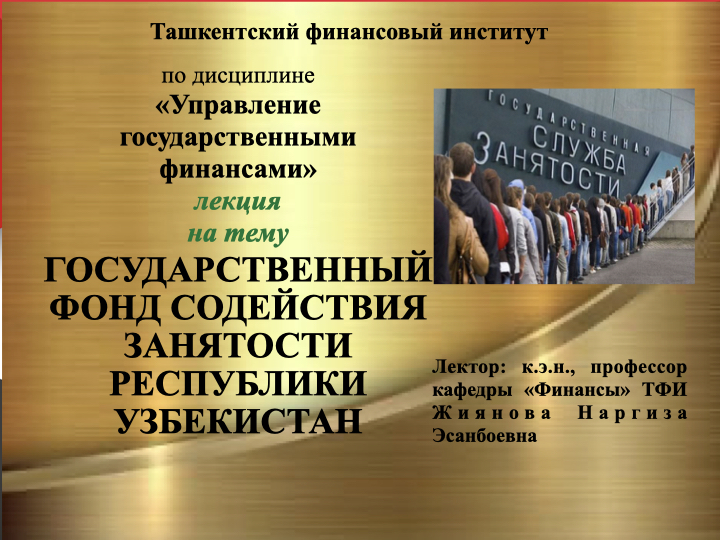 Ташкентский финансовый институт
по дисциплине
«Управление
государственными
финансами»
лекция
на тему
ГОСУДАРСТВЕННЫЙ
ФОНД СОДЕЙСТВИЯ
ЗАНЯТОСТИ
РЕСПУБЛИКИ
УЗБЕКИСТАН
ГОСУДАРСТВЕННАЯ
СЛУЖБА
ЗАНЯТОСТИ
Лектор: к.э.н., профессор
кафедры «Финансы» ТФИ
Жиянова Наргиза
Эсанбоевна